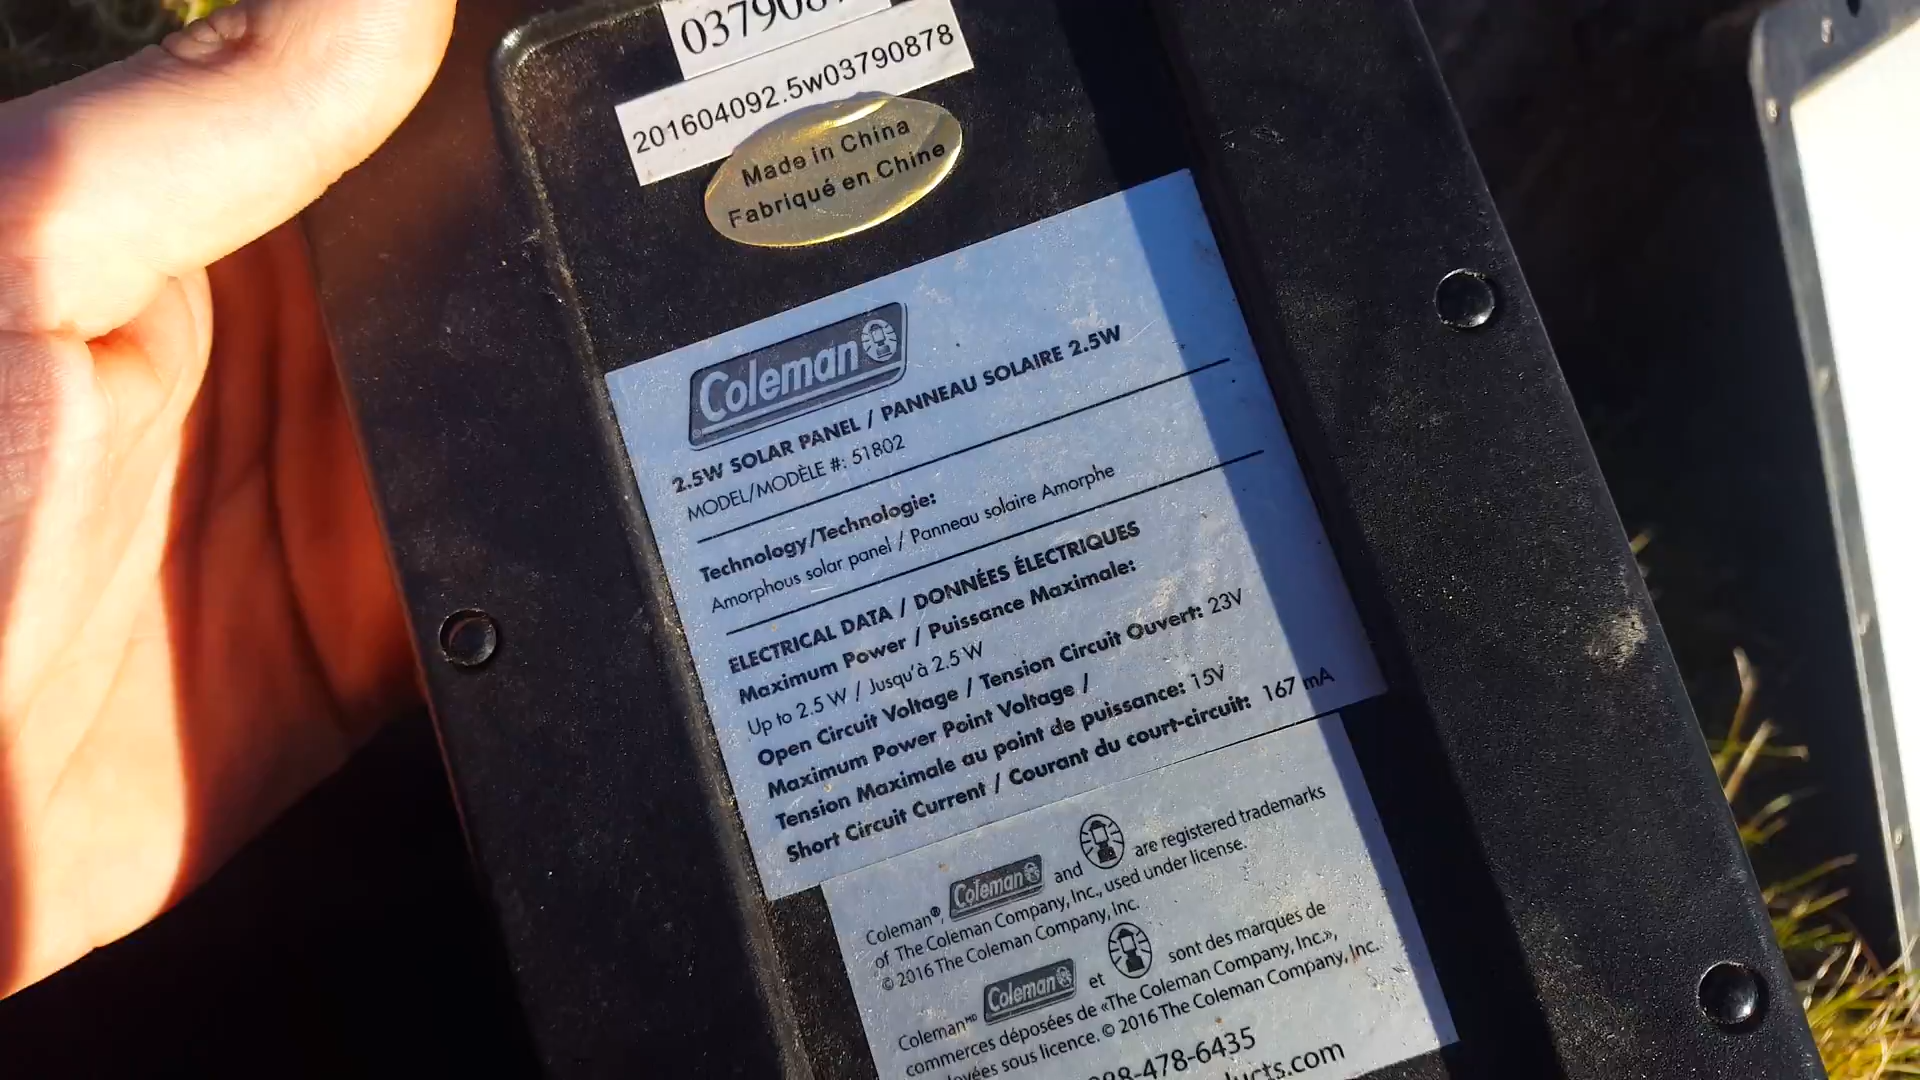 201604092.5w03790878
Made in China
Fabriqué en Chine
Coleman
2.5W SOLAR PANEL / PANNEAU SOLAIRE 2.5W
MODEL/MODÈLE #: 51802
Technology/Technologie:
Amorphous solar panel / Panneau solaire Amorphe
ELECTRICAL DATA / DONNÉES ÉLECTRIQUES
Maximum Power / Puissance Maximale:
Up to 2.5 W / Jusqu'à 2.5 W
Open Circuit Voltage / Tension Circuit Ouvert: 23V
Maximum Power Point Voltage /
Tension Maximale au point de puissance: 15V
Short Circuit Current / Courant du court-circuit: 167 mA
Coleman®, Coleman and are registered trademarks
of The Coleman Company, Inc., used under license.
© 2016 The Coleman Company, Inc.
Coleman MD Coleman et sont des marques de
commerces déposées de «The Coleman Company, Inc.»,
sous licence. © 2016 The Coleman Company, Inc.
478-6435